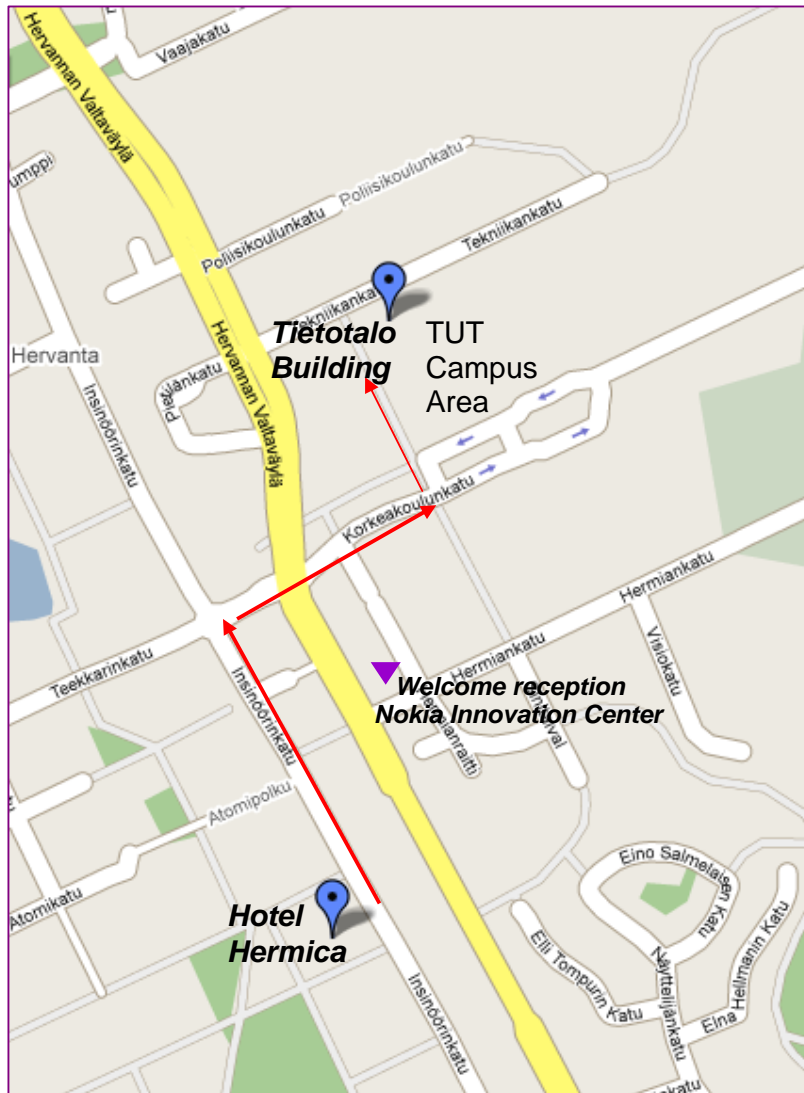 Vaajakatu
Hervannan Valtaväylä
umppi
Poliisikoulunkatu
Poliisikoulunkatu
Tekniikankatu
Tekniikankatu
Tietotalo
Building
TUT
Campus
Area
Hervanta
Pietilänkatu
Hervannan Valtaväylä
Insinöörinkatu
Korkeakoulunkatu
Hermiankatu
Teekkarinkatu
Insinöörinkatu
Visiokatu
Hermiankatu
Welcome reception
Nokia Innovation Center
Atomipolku
Eino Salmelaisen Katu
Atomikatu
Hotel
Hermica
Elli Tompurin Katu
Näyttelijänkatu
Elna Hellmanin Katu
Insinöörinkatu